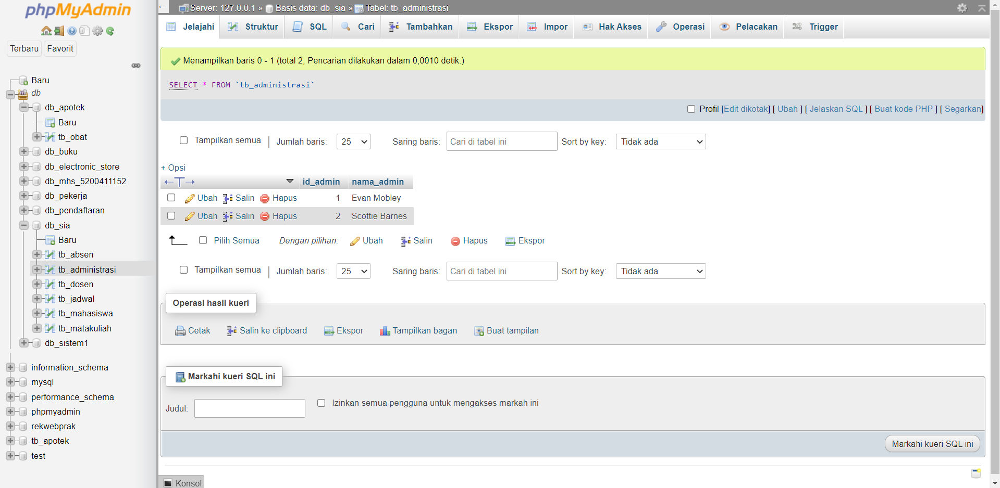 phpMyAdmin
Terbaru Favorit
Baru
db
db_apotek
Baru
tb_obat
db_buku
db_electronic_store
db_mhs_5200411152
db_pekerja
db_pendaftaran
db_sia
Baru
tb_absen
tb_administrasi
tb_dosen
tb_jadwal
tb_mahasiswa
tb_matakuliah
db_sistem1
information_schema
mysql
performance_schema
phpmyadmin
rekwebprak
tb_apotek
test
Server: 127.0.0.1 » Basis data: db_sia » Tabel: tb_administrasi
Jelajahi Struktur SQL Cari Tambahkan Ekspor Impor Hak Akses Operasi Pelacakan Trigger
Menampilkan baris 0 - 1 (total 2, Pencarian dilakukan dalam 0,0010 detik.)
SELECT * FROM `tb_administrasi`
Profil [Edit dikotak] [ Ubah ] [ Jelaskan SQL ] [ Buat kode PHP ] [ Segarkan]
Tampilkan semua | Jumlah baris: 25 Saring baris: Cari di tabel ini Sort by key: Tidak ada
+ Opsi
←T→ id_admin nama_admin
Ubah Salin Hapus 1 Evan Mobley
Ubah Salin Hapus 2 Scottie Barnes
Pilih Semua Dengan pilihan: Ubah Salin Hapus Ekspor
Tampilkan semua | Jumlah baris: 25 Saring baris: Cari di tabel ini Sort by key: Tidak ada
Operasi hasil kueri
Cetak Salin ke clipboard Ekspor Tampilkan bagan Buat tampilan
Markahi kueri SQL ini
Judul: Izinkan semua pengguna untuk mengakses markah ini
Markahi kueri SQL ini
Konsol